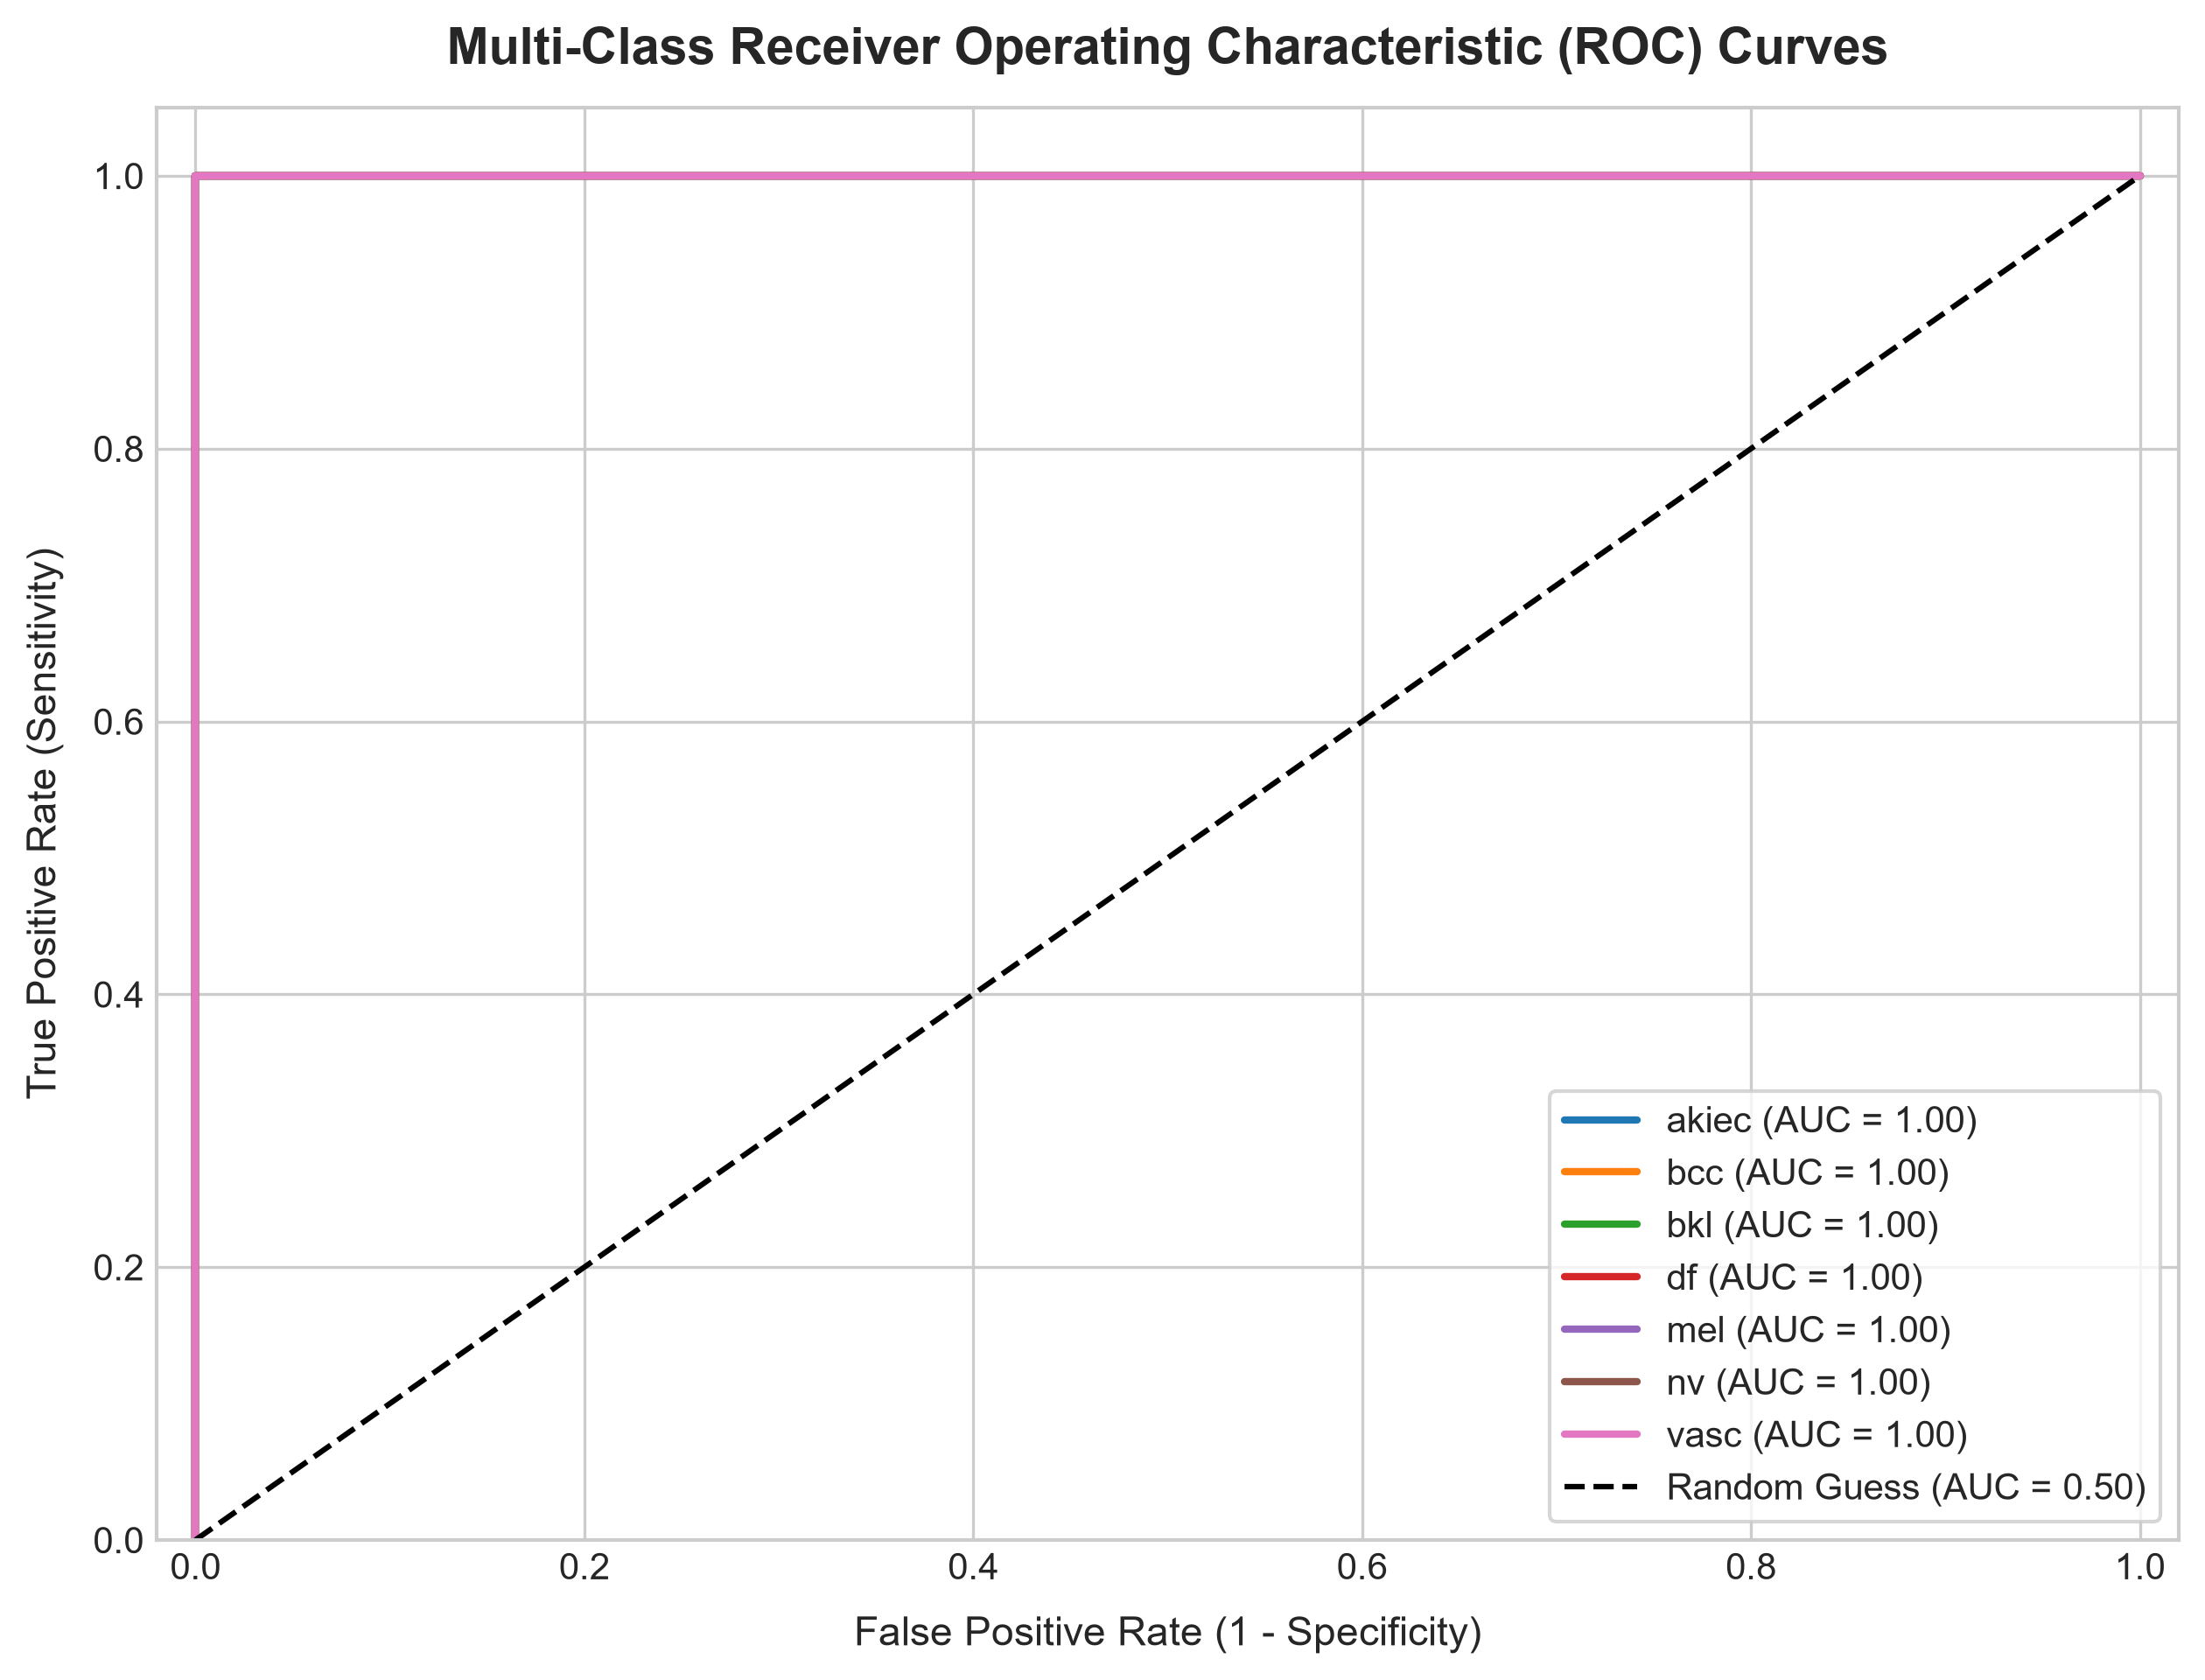 Multi-Class Receiver Operating Characteristic (ROC) Curves
True Positive Rate (Sensitivity)
1.0
0.8
0.6
0.4
0.2
0.0
akiec (AUC = 1.00)
bcc (AUC = 1.00)
bkl (AUC = 1.00)
df (AUC = 1.00)
mel (AUC = 1.00)
nv (AUC = 1.00)
vasc (AUC = 1.00)
Random Guess (AUC = 0.50)
0.0 0.2 0.4 0.6 0.8 1.0
False Positive Rate (1 - Specificity)